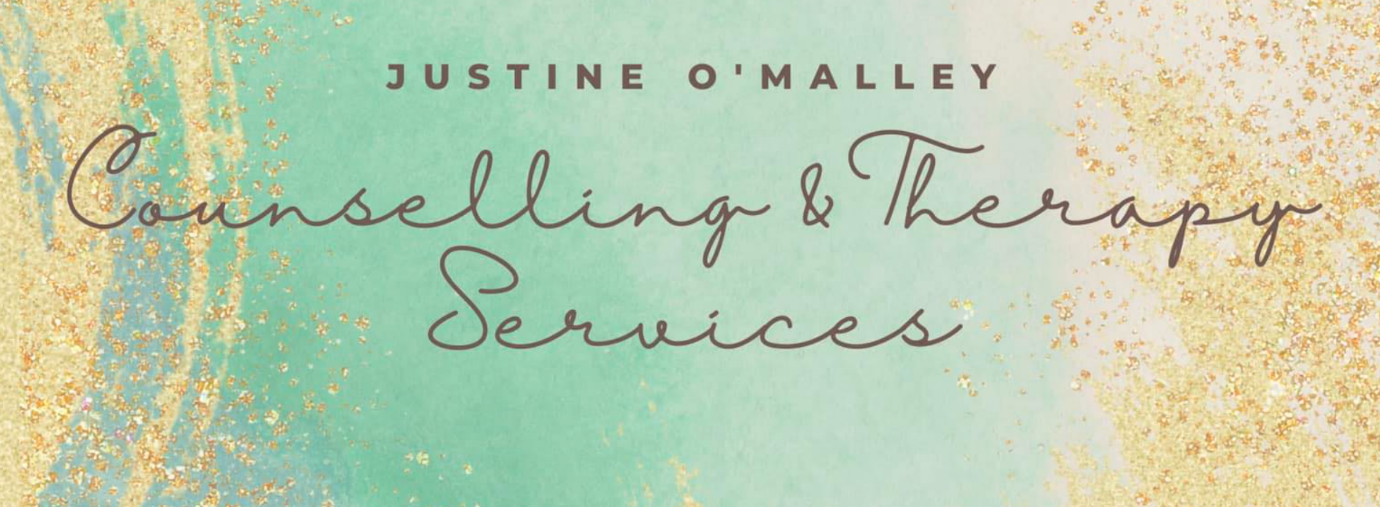 JUSTINE O'MALLEY
Counselling & Therapy
Services